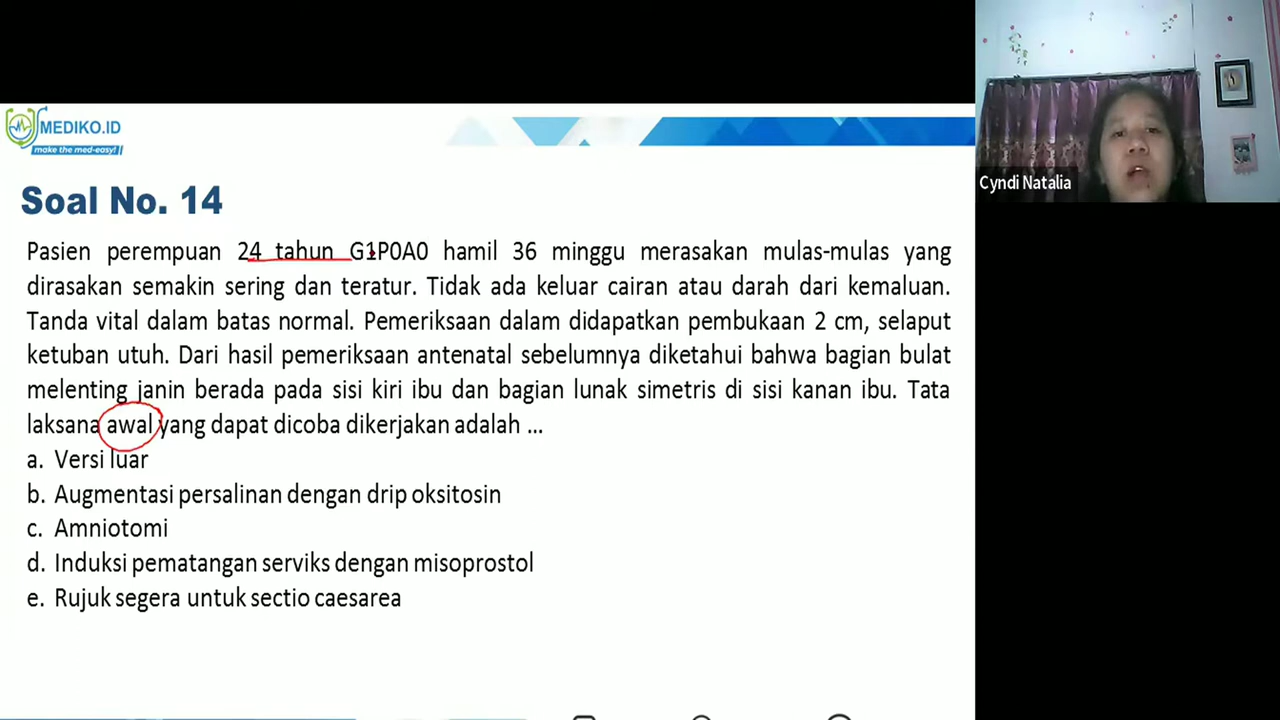 MEDIKO.ID
make the med-easy!
Cyndi Natalia
Soal No. 14
Pasien perempuan 24 tahun G1P0A0 hamil 36 minggu merasakan mulas-mulas yang
dirasakan semakin sering dan teratur. Tidak ada keluar cairan atau darah dari kemaluan.
Tanda vital dalam batas normal. Pemeriksaan dalam didapatkan pembukaan 2 cm, selaput
ketuban utuh. Dari hasil pemeriksaan antenatal sebelumnya diketahui bahwa bagian bulat
melenting janin berada pada sisi kiri ibu dan bagian lunak simetris di sisi kanan ibu. Tata
laksana awal yang dapat dicoba dikerjakan adalah ...
a. Versi luar
b. Augmentasi persalinan dengan drip oksitosin
c. Amniotomi
d. Induksi pematangan serviks dengan misoprostol
e. Rujuk segera untuk sectio caesarea